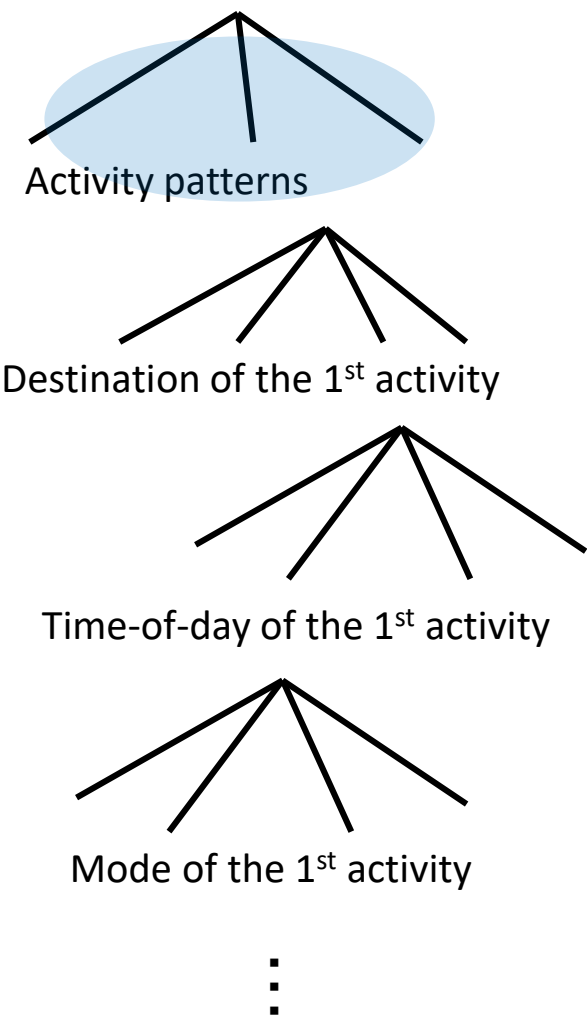 Activity patterns
Destination of the 1st activity
Time-of-day of the 1st activity
Mode of the 1st activity
⋮